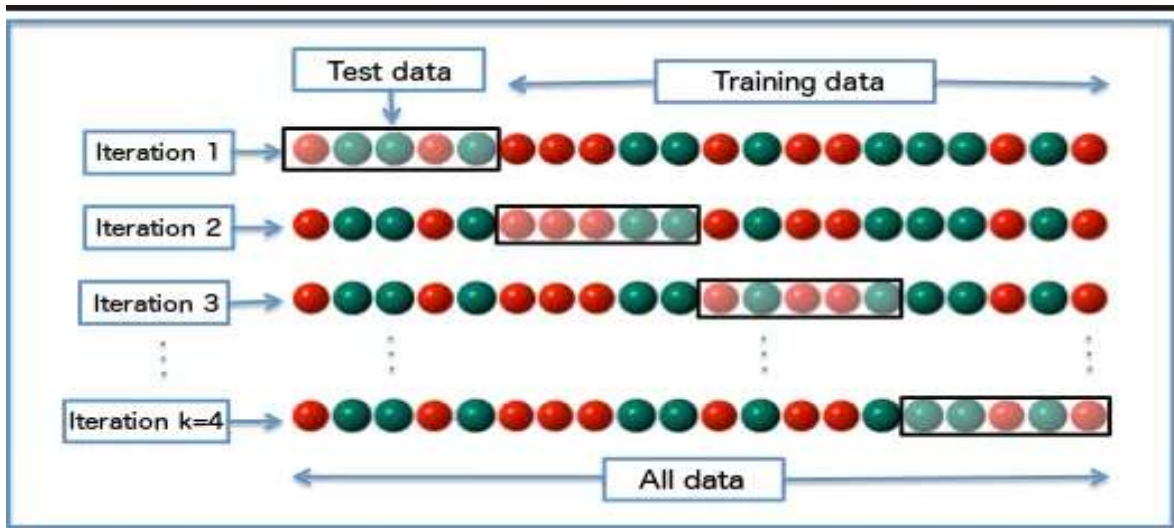 Test data
Training data
Iteration 1
Iteration 2
Iteration 3
Iteration k=4
All data